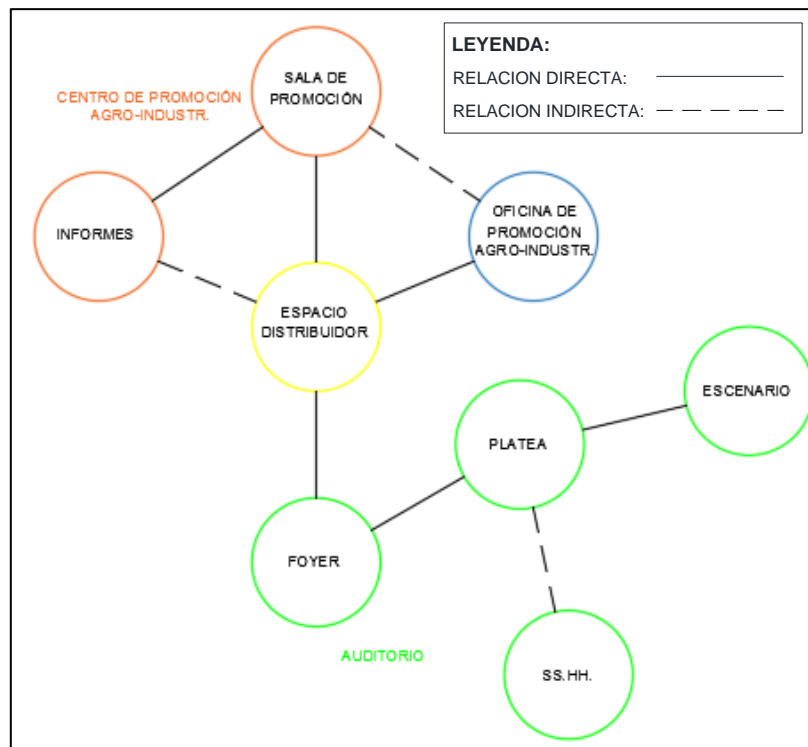 LEYENDA:
RELACION DIRECTA:
RELACION INDIRECTA:
CENTRO DE PROMOCIÓN
AGRO-INDUSTR.
SALA DE
PROMOCIÓN
INFORMES
OFICINA DE
PROMOCIÓN
AGRO-INDUSTR.
ESPACIO
DISTRIBUIDOR
ESCENARIO
PLATEA
FOYER
AUDITORIO
SS.HH.